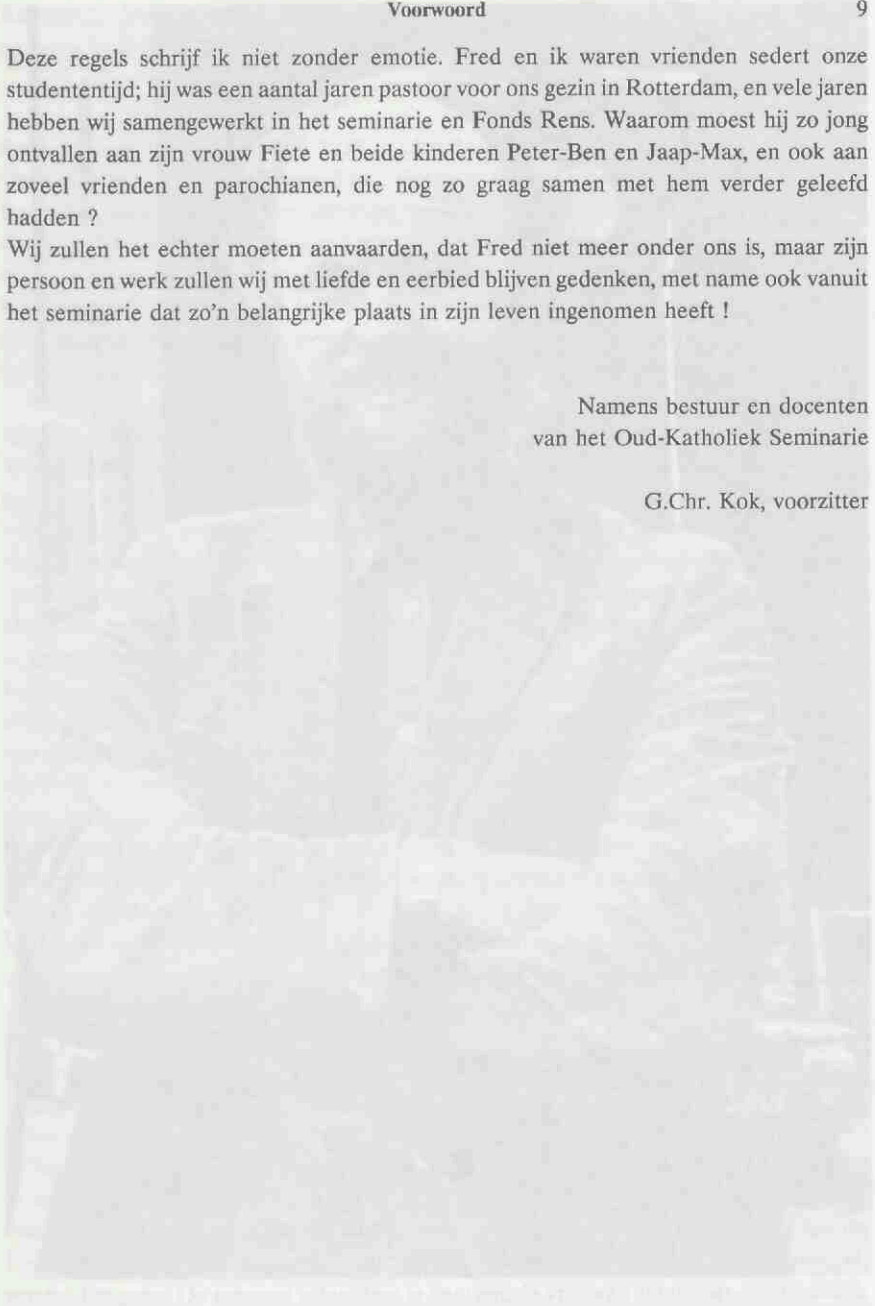 Voorwoord 9
Deze regels schrijf ik niet zonder emotie. Fred en ik waren vrienden sedert onze
studententijd; hij was een aantal jaren pastoor voor ons gezin in Rotterdam, en vele jaren
hebben wij samengewerkt in het seminarie en Fonds Rens. Waarom moest hij zo jong
ontvallen aan zijn vrouw Fiete en beide kinderen Peter-Ben en Jaap-Max, en ook aan
zoveel vrienden en parochianen, die nog zo graag samen met hem verder geleefd
hadden ?
Wij zullen het echter moeten aanvaarden, dat Fred niet meer onder ons is, maar zijn
persoon en werk zullen wij met liefde en eerbied blijven gedenken, met name ook vanuit
het seminarie dat zo'n belangrijke plaats in zijn leven ingenomen heeft !
Namens bestuur en docenten
van het Oud-Katholiek Seminarie
G.Chr. Kok, voorzitter